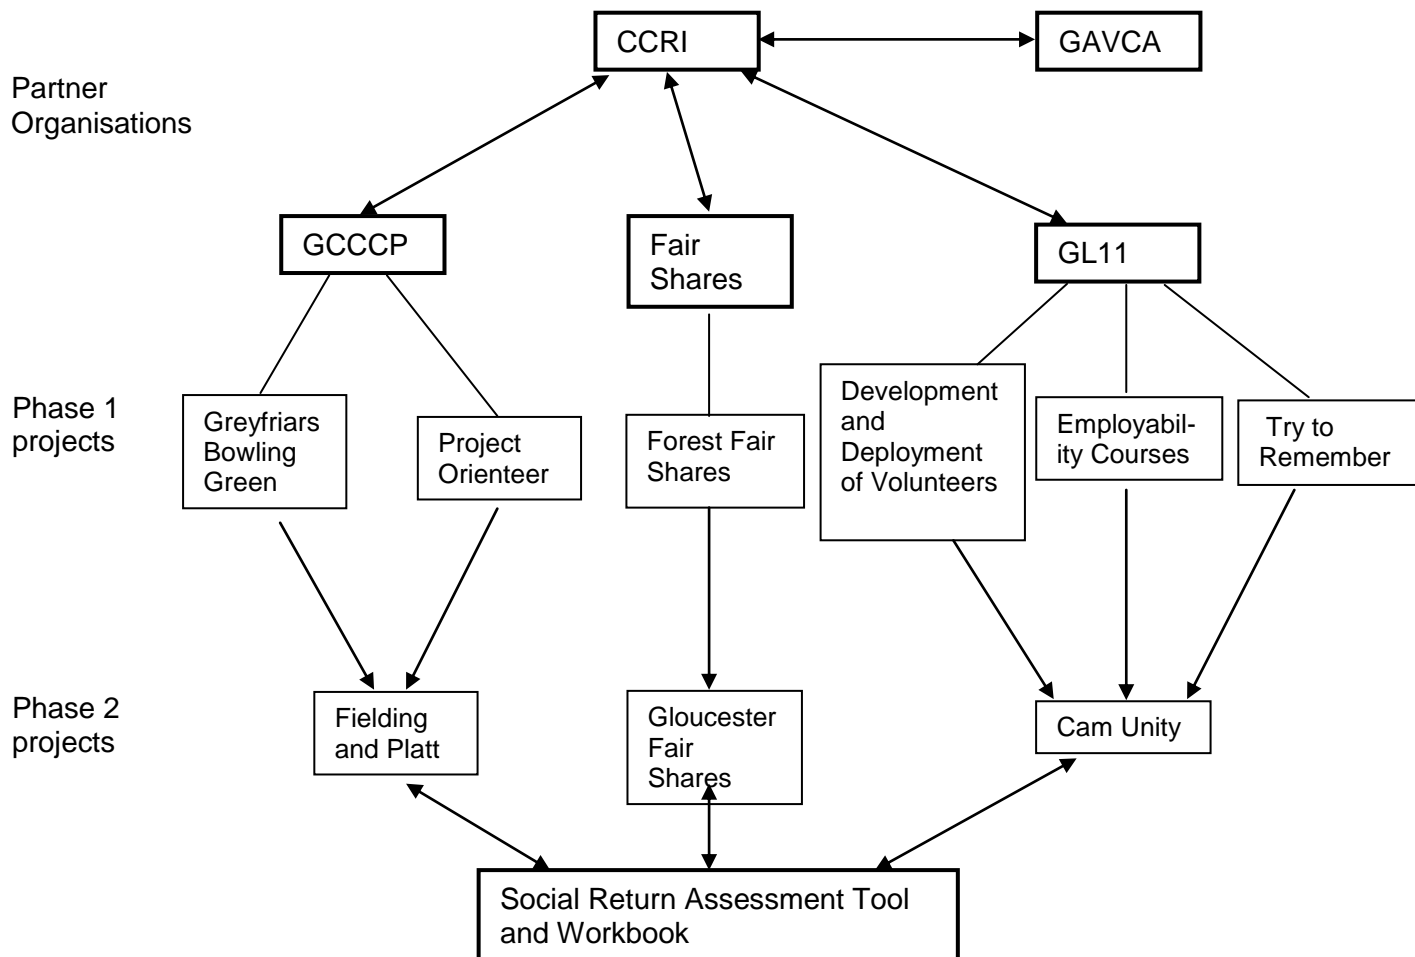 CCRI
GAVCA
Partner
Organisations
GCCCP
Fair
Shares
GL11
Phase 1
projects
Greyfriars
Bowling
Green
Project
Orienteer
Forest Fair
Shares
Development
and
Deployment
of Volunteers
Employabil-
ity Courses
Try to
Remember
Phase 2
projects
Fielding
and Platt
Gloucester
Fair
Shares
Cam Unity
Social Return Assessment Tool
and Workbook